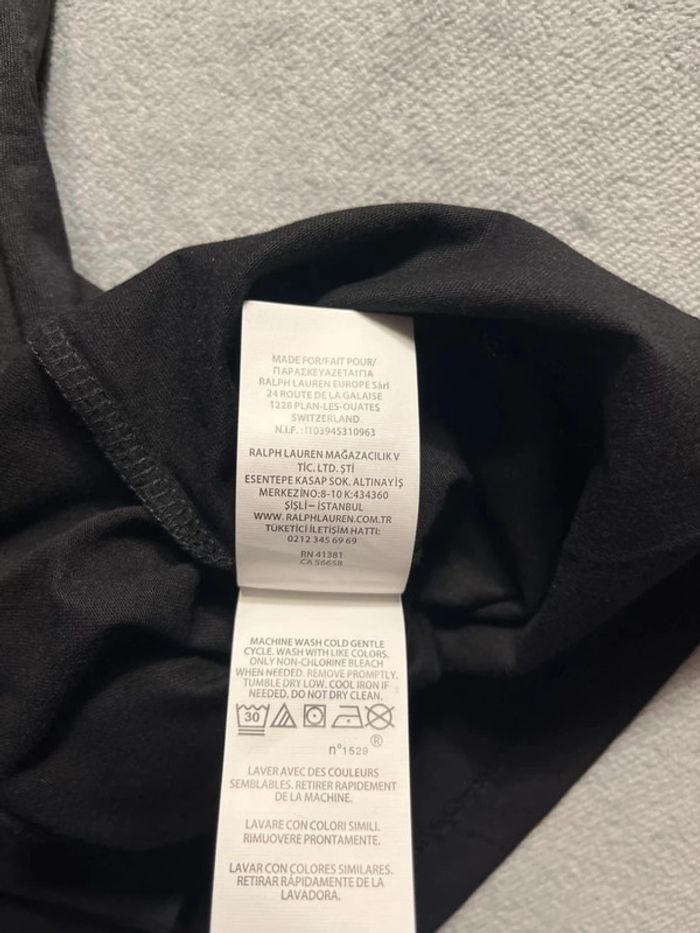 MADE FOR/FAIT POUR/
ΠΑΡΑΣΚΕΥΑΖΕΤΑΙΠΑ
RALPH LAUREN EUROPE Sàrl
24 ROUTE DE LA GALAISE
1228 PLAN-LES-OUATES
SWITZERLAND
N.I.F. :IT03945310963
RALPH LAUREN MAĞAZACILIK V
TİC. LTD. ŞTİ
ESENTEPE KASAP SOK. ALTINAY İŞ
MERKEZİNO:8-10 K:434360
ŞİŞLİ– İSTANBUL
WWW. RALPHLAUREN.COM.TR
TÜKETİCİ İLETİŞİM HATTI:
0212 345 69 69
RN 41381
CA 56658
MACHINE WASH COLD GENTLE
CYCLE. WASH WITH LIKE COLORS.
ONLY NON-CHLORINE BLEACH
WHEN NEEDED. REMOVE PROMPTLY.
TUMBLE DRY LOW. COOL IRON IF
NEEDED. DO NOT DRY CLEAN.
30
®
n°1529
LAVER AVEC DES COULEURS
SEMBLABLES. RETIRER RAPIDEMENT
DE LA MACHINE.
LAVARE CON COLORI SIMILI.
RIMUOVERE PRONTAMENTE.
LAVAR CON COLORES SIMILARES.
RETIRAR RÁPIDAMENTE DE LA
LAVADORA.